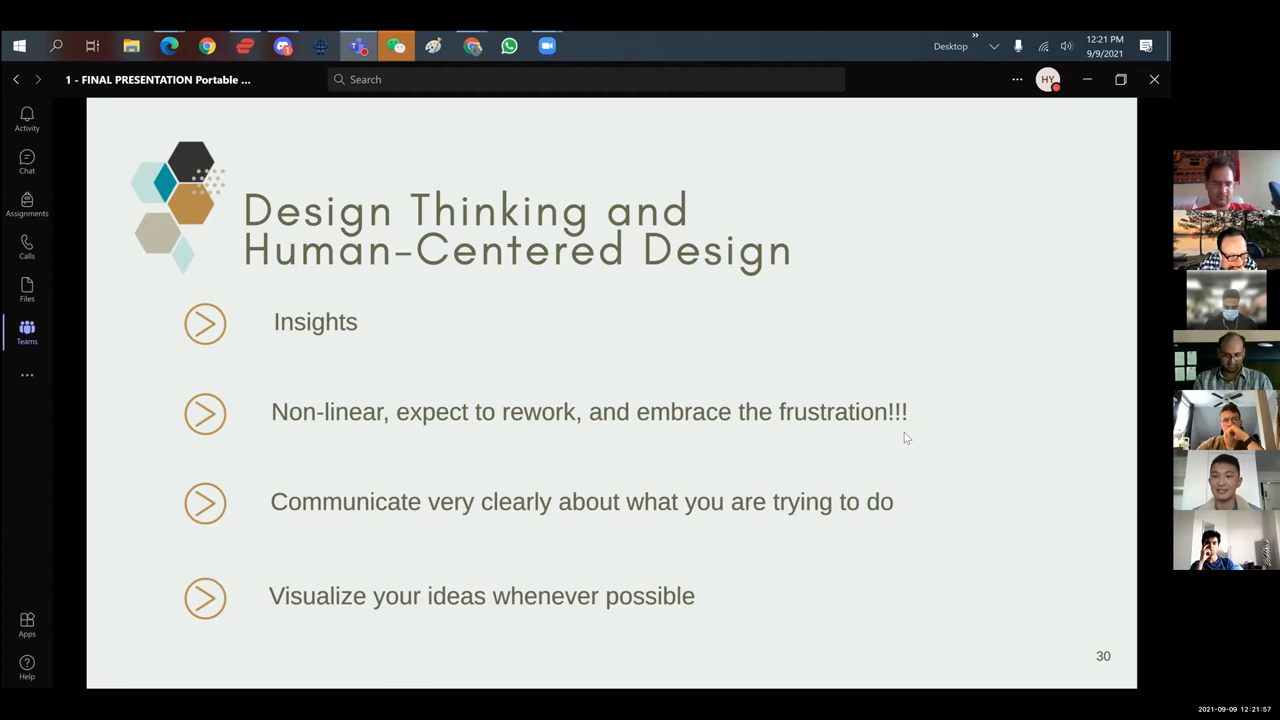 Desktop
»
12:21 PM
9/9/2021
1 - FINAL PRESENTATION Portable ...
Search
HY
Activity
Chat
Assignments
Calls
Files
Teams
Apps
Help
Design Thinking and
Human-Centered Design
Insights
Non-linear, expect to rework, and embrace the frustration!!!
Communicate very clearly about what you are trying to do
Visualize your ideas whenever possible
30
2021-09-09 12:21:57